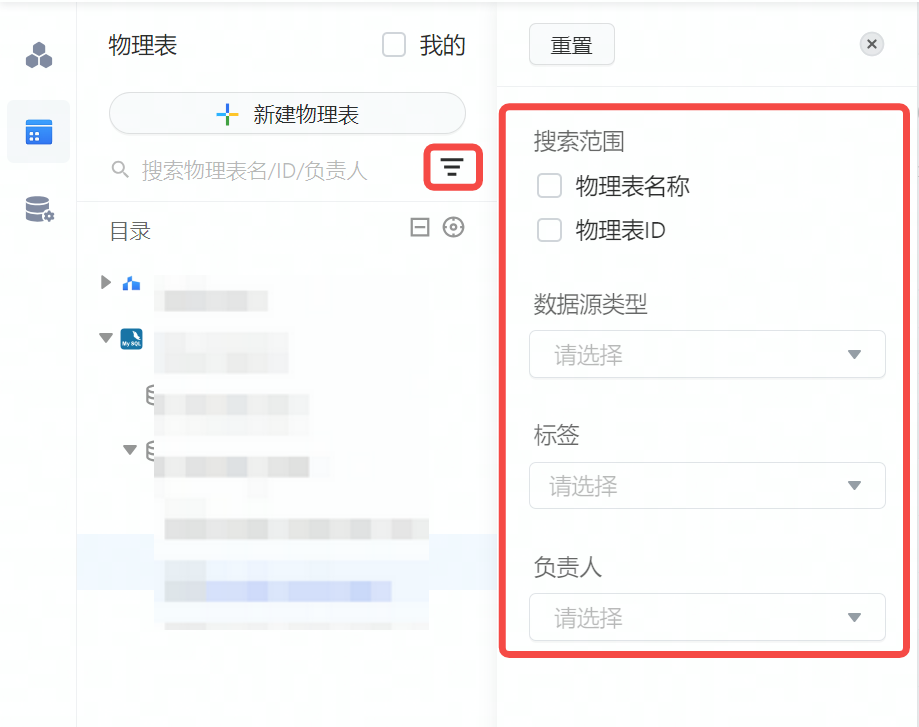 物理表
我的
新建物理表
搜索物理表名/ID/负责人
目录
My SQL
重置
搜索范围
物理表名称
物理表ID
数据源类型
请选择
标签
请选择
负责人
请选择